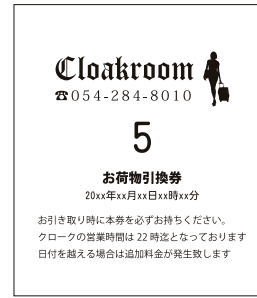 Cloakroom
☎054-284-8010
5
お荷物引換券
20xx年xx月xx日xx時xx分
お引き取り時に本券を必ずお持ちください。
クロークの営業時間は 22 時迄となっております
日付を越える場合は追加料金が発生致します